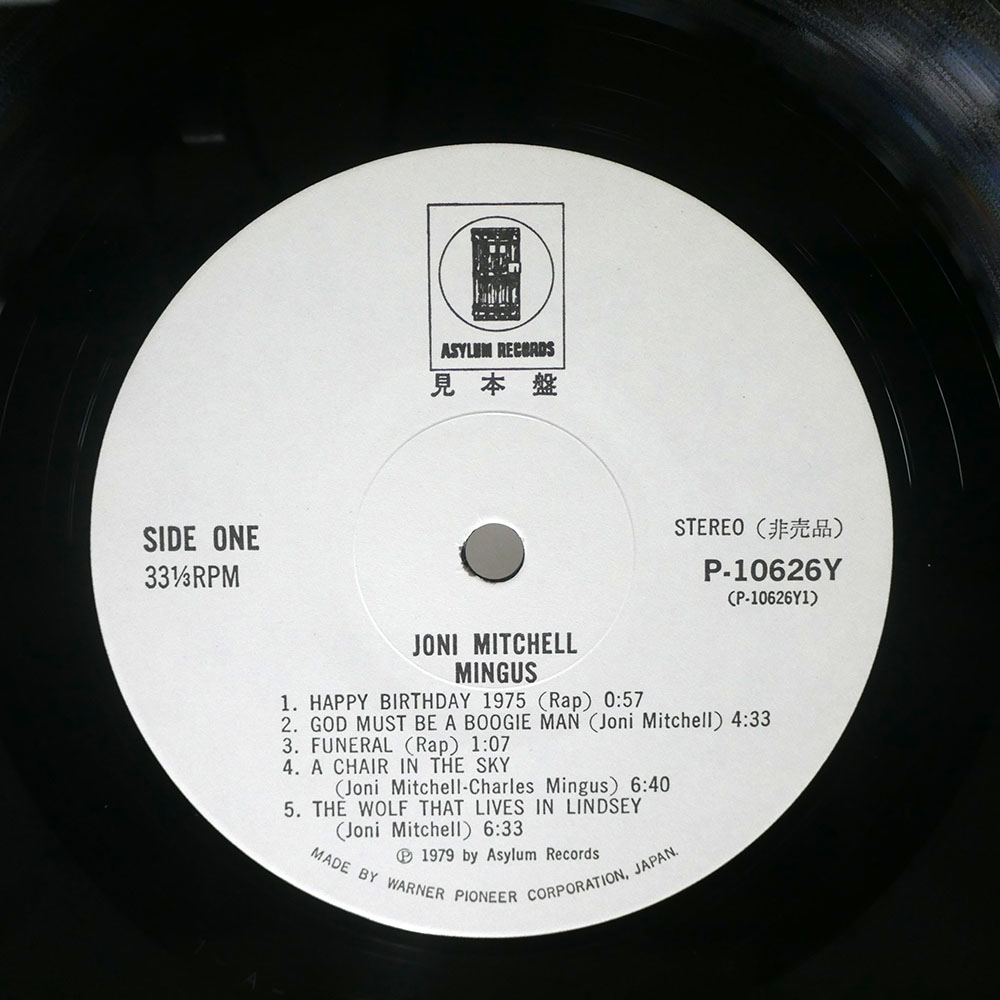 ASYLUM RECORDS
見本盤
SIDE ONE
33⅓RPM
STEREO（非売品）
P-10626Y
(P-10626Y1)
JONI MITCHELL
MINGUS
1. HAPPY BIRTHDAY 1975 (Rap) 0:57
2. GOD MUST BE A BOOGIE MAN (Joni Mitchell) 4:33
3. FUNERAL (Rap) 1:07
4. A CHAIR IN THE SKY
(Joni Mitchell-Charles Mingus) 6:40
5. THE WOLF THAT LIVES IN LINDSEY
(Joni Mitchell) 6:33
℗ 1979 by Asylum Records
MADE BY WARNER PIONEER CORPORATION, JAPAN.